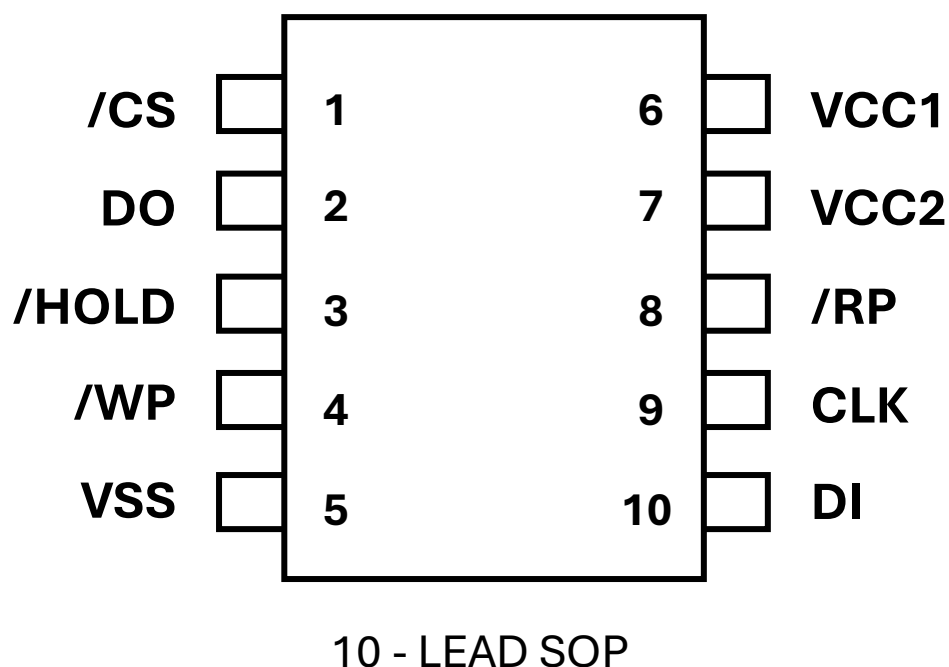 /CS 1 6 VCC1
DO 2 7 VCC2
/HOLD 3 8 /RP
/WP 4 9 CLK
VSS 5 10 DI
10 - LEAD SOP